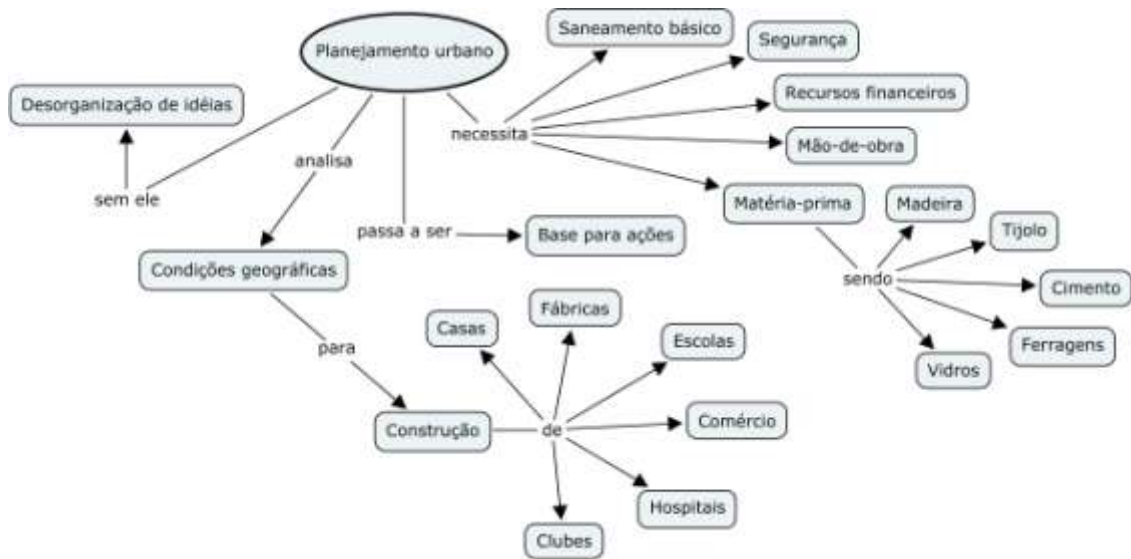 Planejamento urbano
Saneamento básico
Segurança
Desorganização de idéias
Recursos financeiros
necessita
Mão-de-obra
analisa
sem ele
Matéria-prima
Madeira
passa a ser
Base para ações
Tijolo
Condições geográficas
sendo
Cimento
Fábricas
Casas
Escolas
para
Ferragens
Vidros
Construção
de
Comércio
Hospitais
Clubes